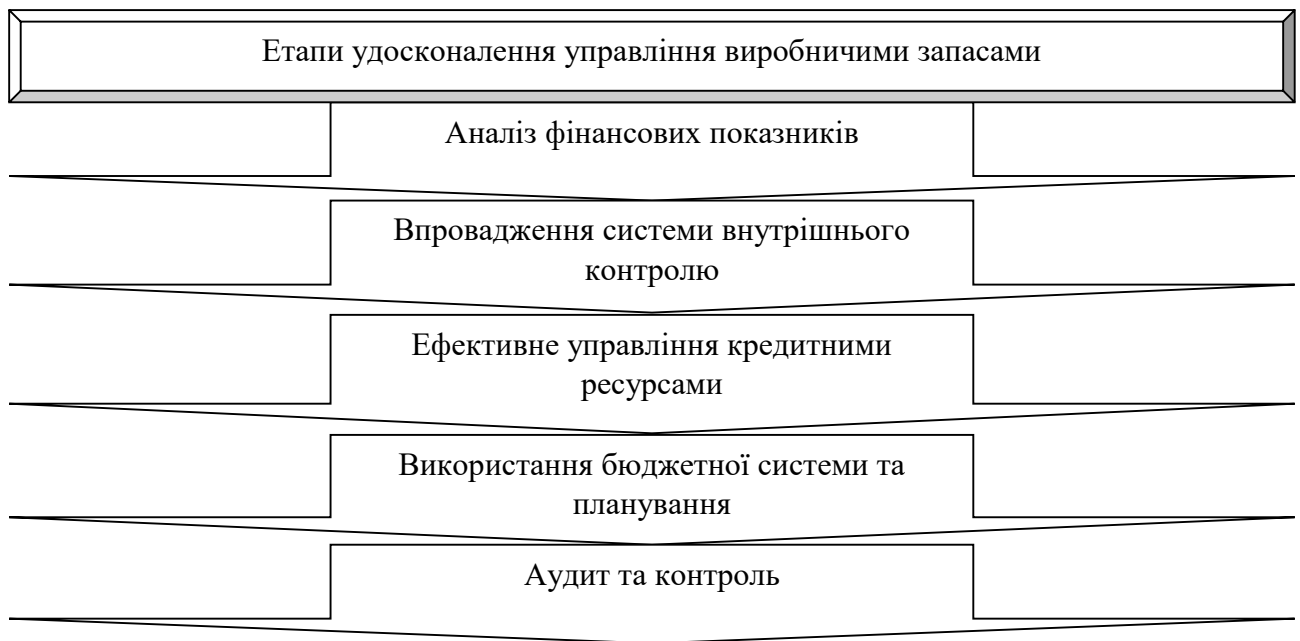 Етапи удосконалення управління виробничими запасами
Аналіз фінансових показників
Впровадження системи внутрішнього
контролю
Ефективне управління кредитними
ресурсами
Використання бюджетної системи та
планування
Аудит та контроль